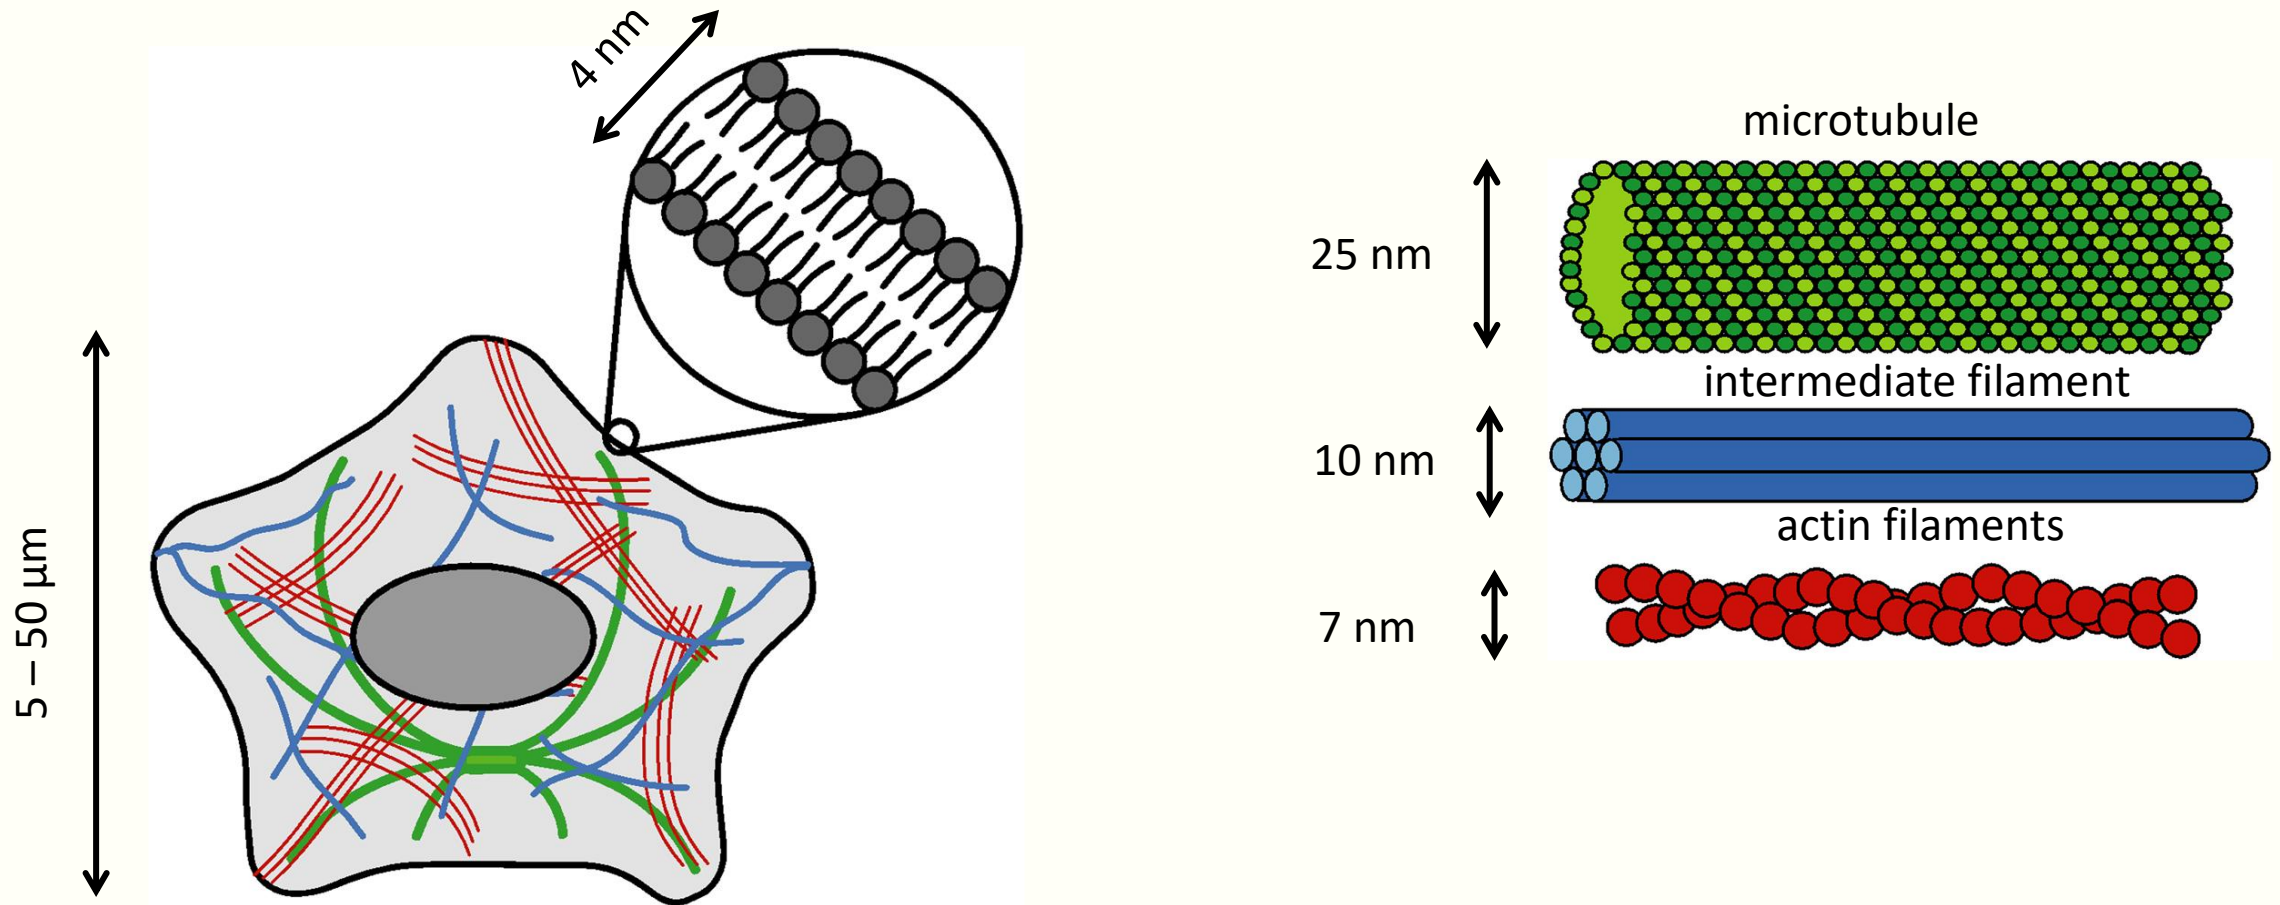 4 nm
5 – 50 µm
microtubule
25 nm
intermediate filament
10 nm
actin filaments
7 nm